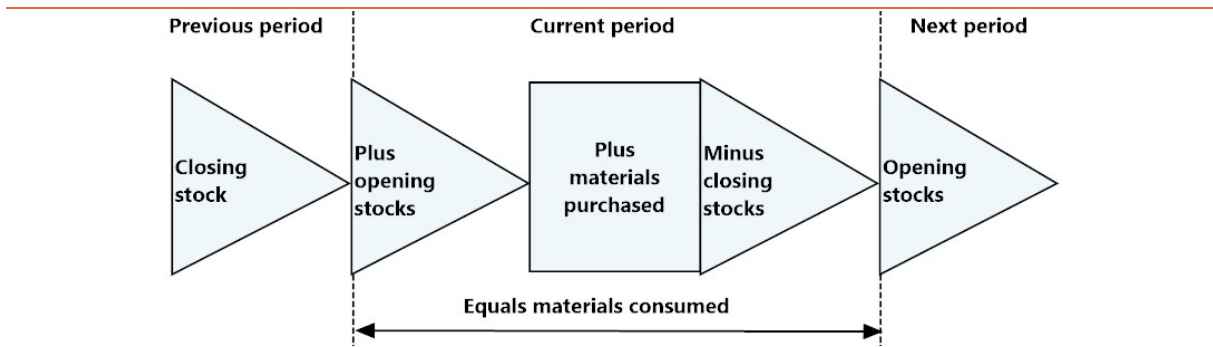 Previous period
Current period
Next period
Closing
stock
Plus
opening
stocks
Plus
materials
purchased
Minus
closing
stocks
Opening
stocks
Equals materials consumed